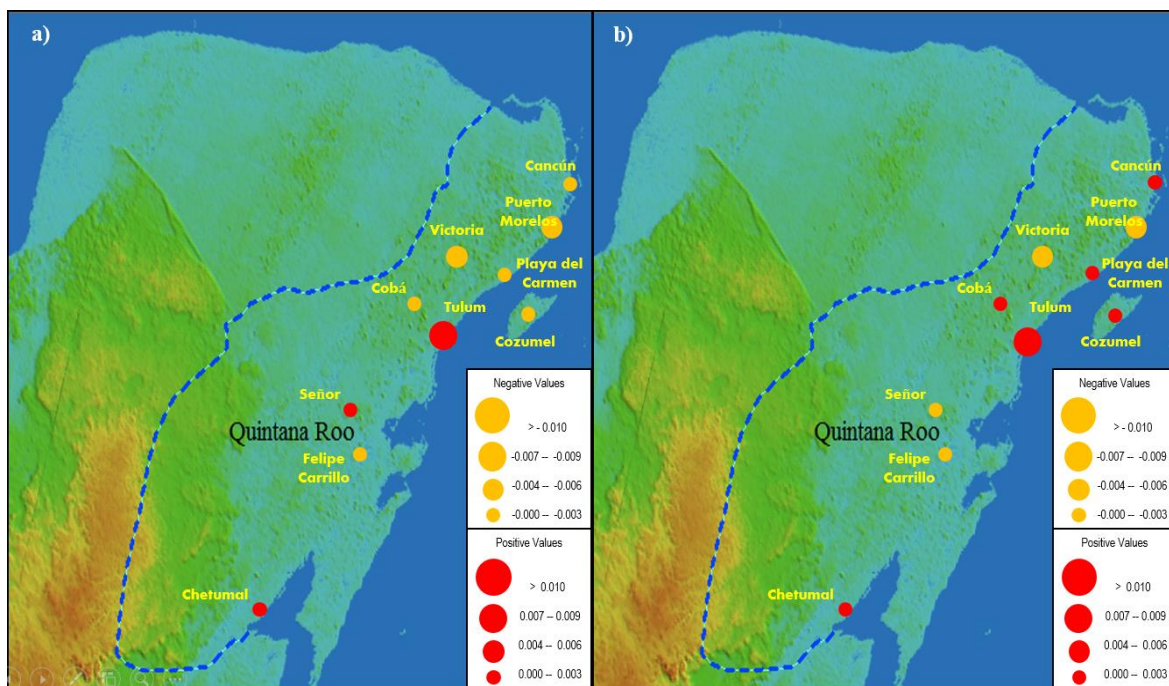 a)
Cancún
Puerto
Morelos
Victoria
Playa del
Carmen
Cobá
Tulum
Cozumel
Señor
Quintana Roo
Felipe
Carrillo
Chetumal
Negative Values
> - 0.010
-0.007 -- -0.009
-0.004 -- -0.006
-0.000 -- -0.003
Positive Values
> 0.010
0.007 -- 0.009
0.004 -- 0.006
0.000 -- 0.003
b)
Cancún
Puerto
Morelos
Victoria
Playa del
Carmen
Cobá
Tulum
Cozumel
Señor
Quintana Roo
Felipe
Carrillo
Chetumal
Negative Values
> - 0.010
-0.007 -- -0.009
-0.004 -- -0.006
-0.000 -- -0.003
Positive Values
> 0.010
0.007 -- 0.009
0.004 -- 0.006
0.000 -- 0.003